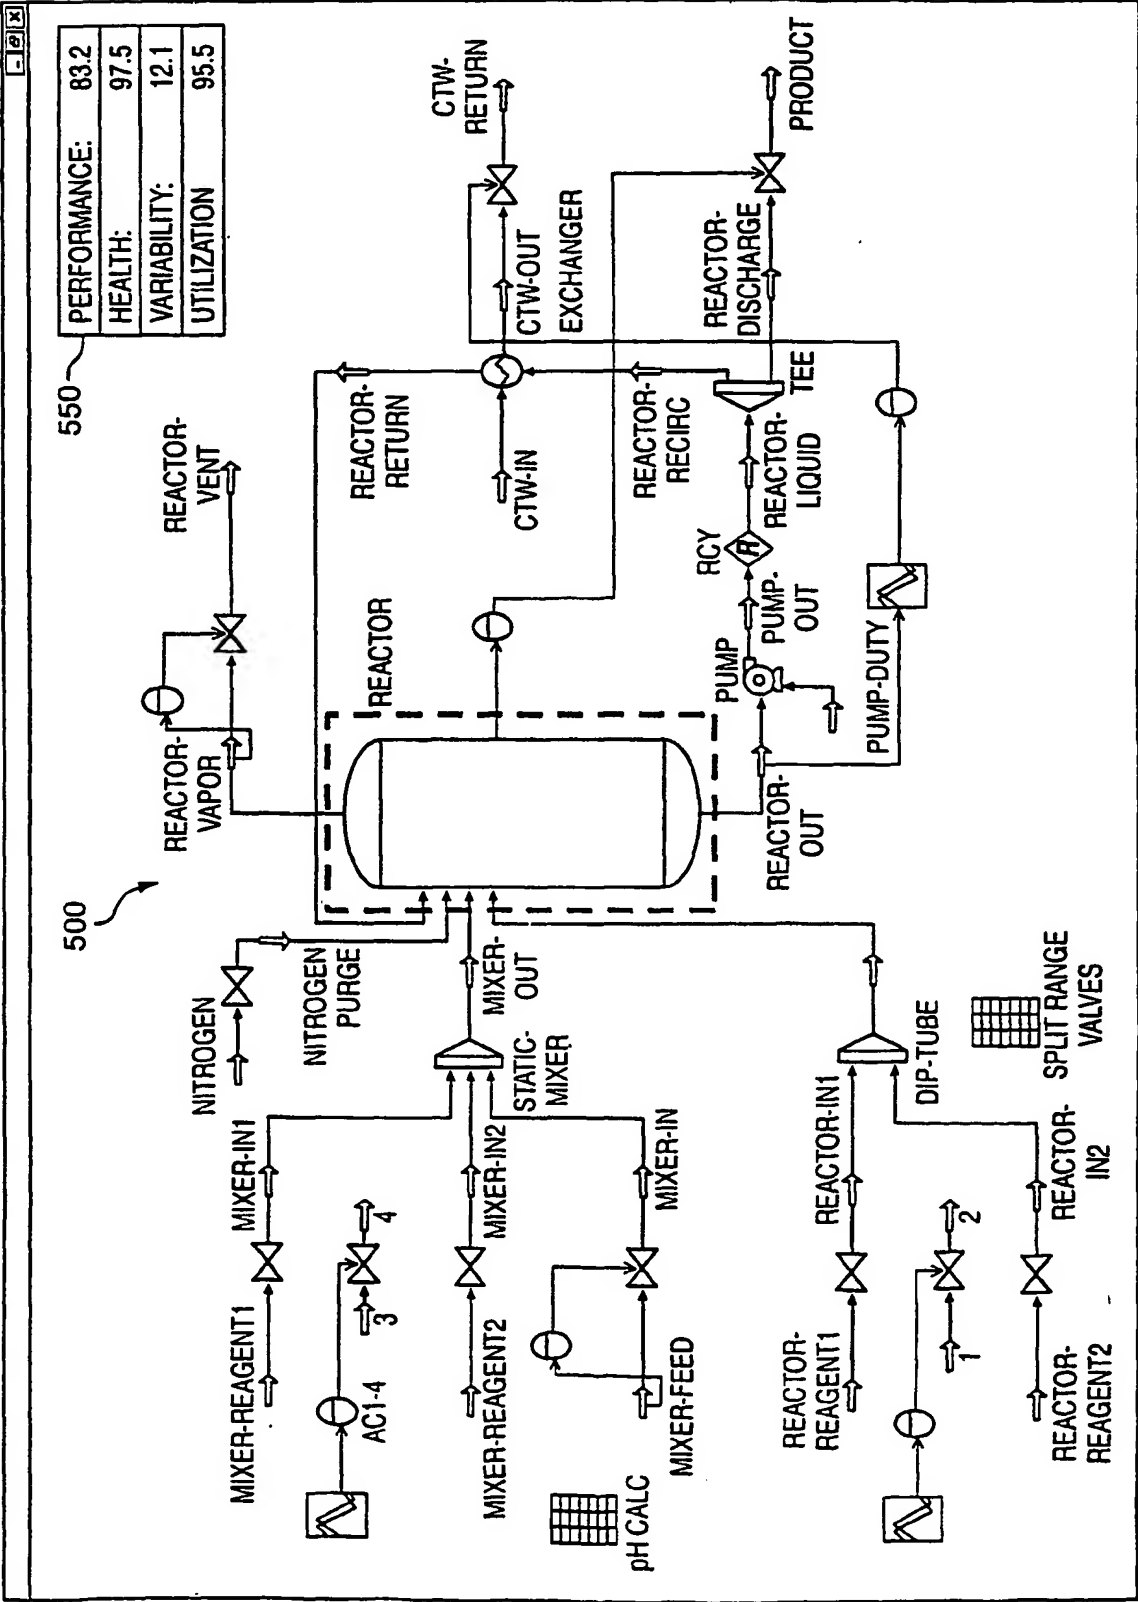 550
PERFORMANCE: 83.2
HEALTH: 97.5
VARIABILITY: 12.1
UTILIZATION 95.5
500
NITROGEN
NITROGEN
PURGE
REACTOR-
VAPOR
REACTOR-
VENT
MIXER-REAGENT1
MIXER-IN1
AC1-4
3
4
MIXER-REAGENT2
MIXER-IN2
STATIC-
MIXER
MIXER-
OUT
REACTOR
REACTOR-
RETURN
CTW-IN
CTW-OUT
EXCHANGER
CTW-
RETURN
pH CALC
MIXER-FEED
MIXER-IN
REACTOR-
RECIRC
REACTOR-
DISCHARGE
PRODUCT
RCY
R
PUMP
PUMP-
OUT
REACTOR-
LIQUID
TEE
REACTOR-
OUT
PUMP-DUTY
REACTOR-
REAGENT1
REACTOR-IN1
DIP-TUBE
1
2
REACTOR-
REAGENT2
REACTOR-
IN2
SPLIT RANGE
VALVES